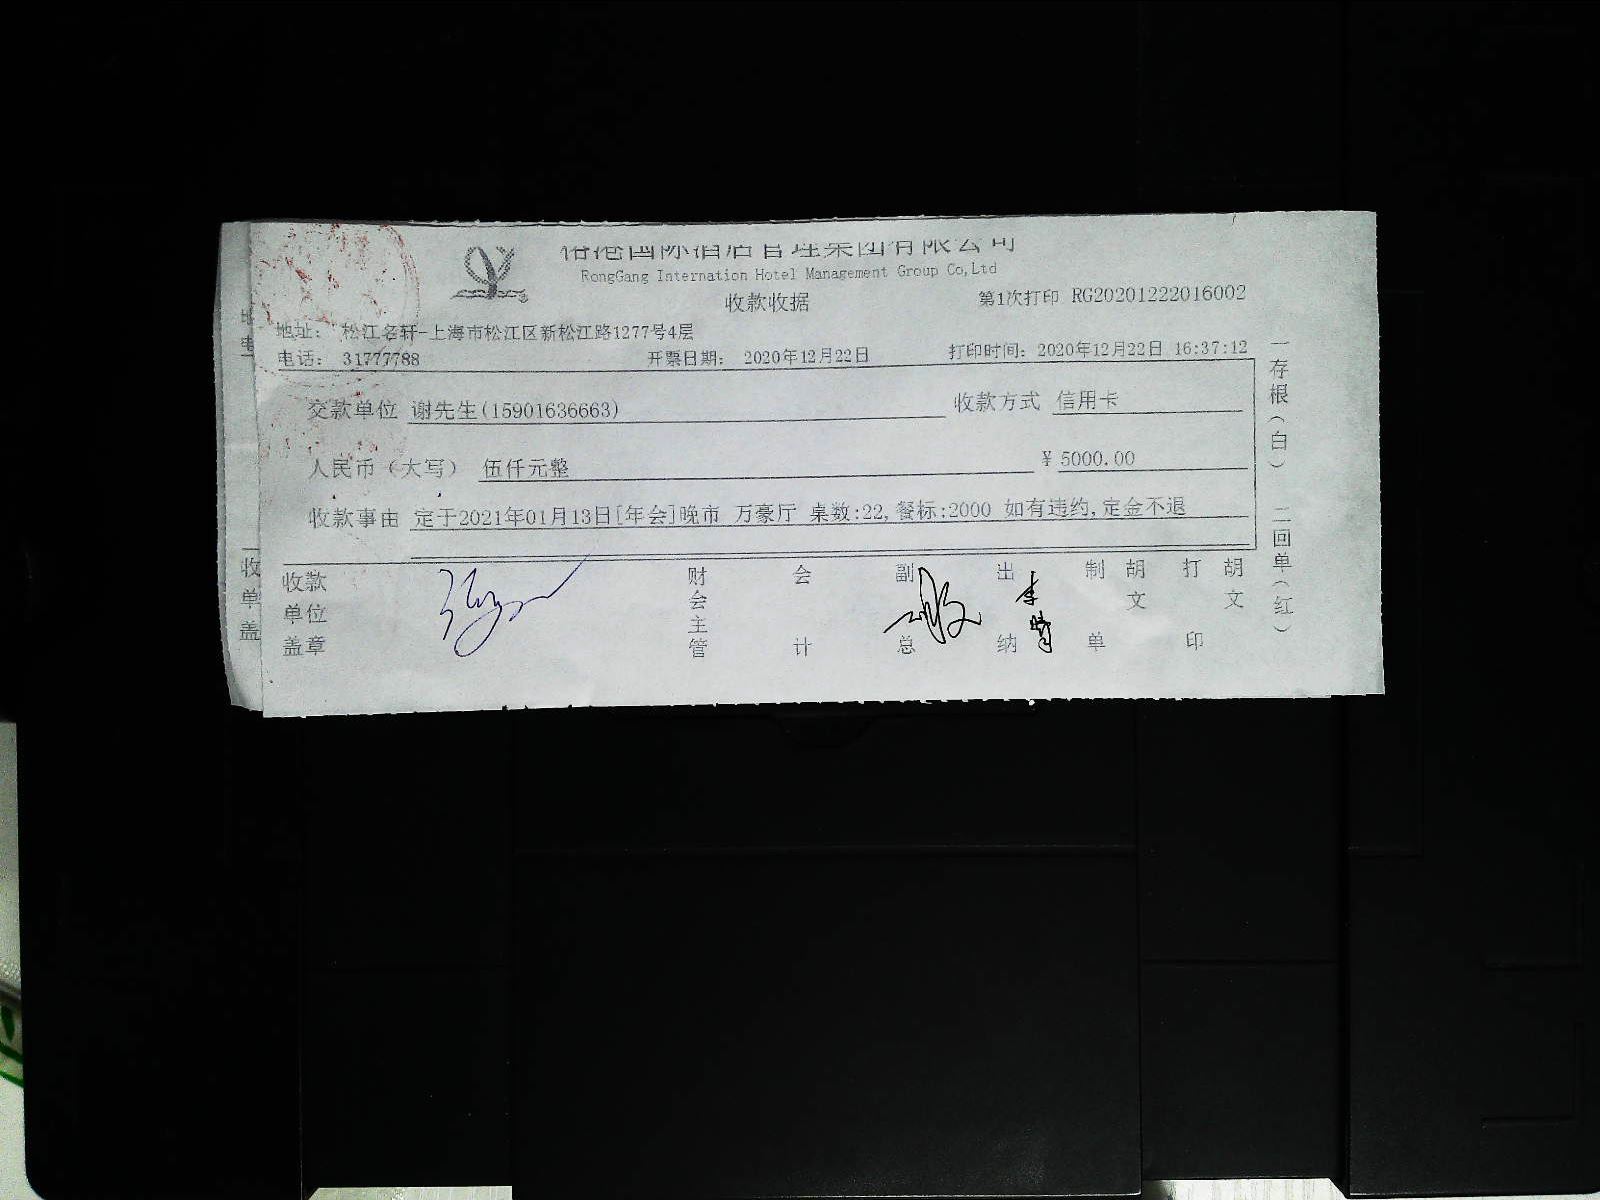 国际酒店管理集团有限公司
RongGang Internation Hotel Management Group Co,Ltd
收款收据
第1次打印 RG20201222016002
地址： 松江名轩-上海市松江区新松江路1277号4层
电话： 31777788 开票日期： 2020年12月22日 打印时间：2020年12月22日 16:37:12
交款单位 谢先生(15901636663) 收款方式 信用卡
人民币（大写） 伍仟元整 ￥5000.00
收款事由 定于2021年01月13日[年会]晚市 万豪厅 桌数:22,餐标:2000 如有违约,定金不退
收款单位盖章 财会主管 会计 副总 出纳 制单 胡文 打印 胡文
一存根（白） 二回单（红）
地
电
收
单
盖